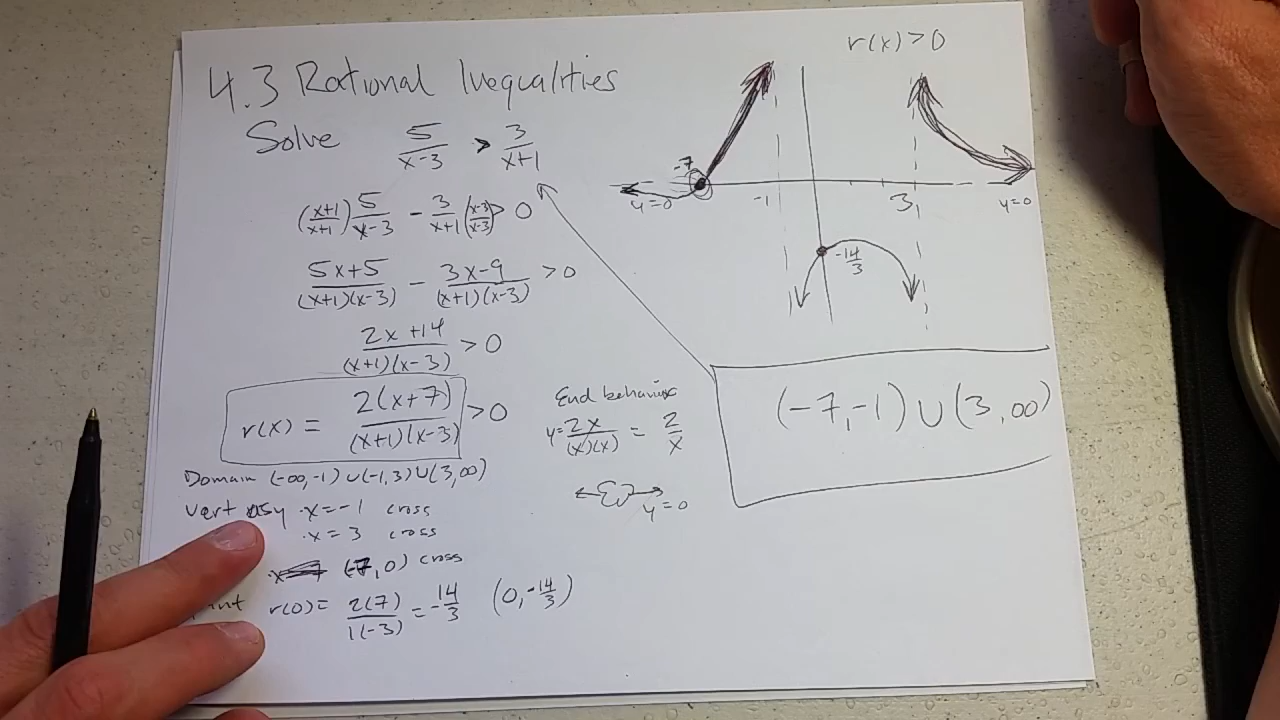 4.3 Rational Inequalities
Solve 5/(x-3) > 3/(x+1)
((x+1)/(x+1)) 5/(x-3) - 3/(x+1) ((x-3)/(x-3)) > 0
(5x+5)/((x+1)(x-3)) - (3x-9)/((x+1)(x-3)) > 0
(2x+14)/((x+1)(x-3)) > 0
r(x) = 2(x+7)/((x+1)(x-3)) > 0
Domain (-∞,-1)∪(-1,3)∪(3,∞)
Vert asy · x=-1 cross
· x=3 cross
(-7,0) cross
r(0) = 2(7)/(1(-3)) = -14/3 (0,-14/3)
End behavior
y = 2x/((x)(x)) = 2/x
y=0
r(x)>0
-7
y=0
-1
3
y=0
-14/3
(-7,-1)∪(3,∞)